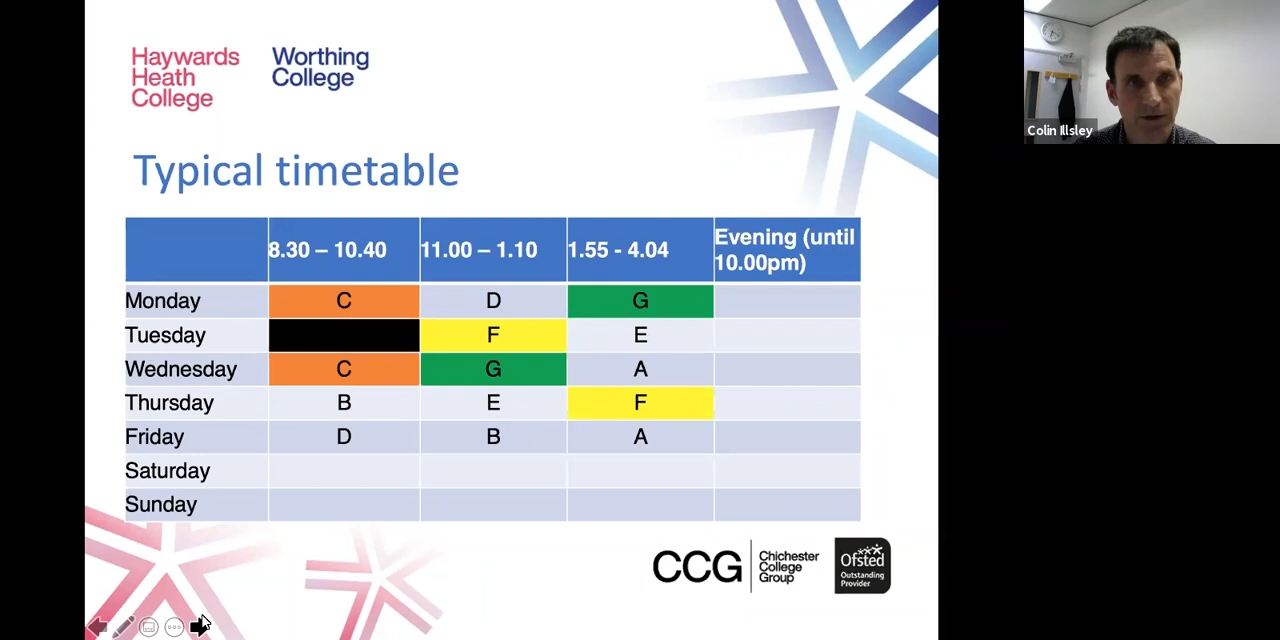 Haywards
Heath
College
Worthing
College
Colin Illsley
Typical timetable
8.30 – 10.40 11.00 – 1.10 1.55 - 4.04 Evening (until 10.00pm)
Monday C D G
Tuesday F E
Wednesday C G A
Thursday B E F
Friday D B A
Saturday
Sunday
CCG
Chichester
College
Group
Ofsted
Outstanding
Provider